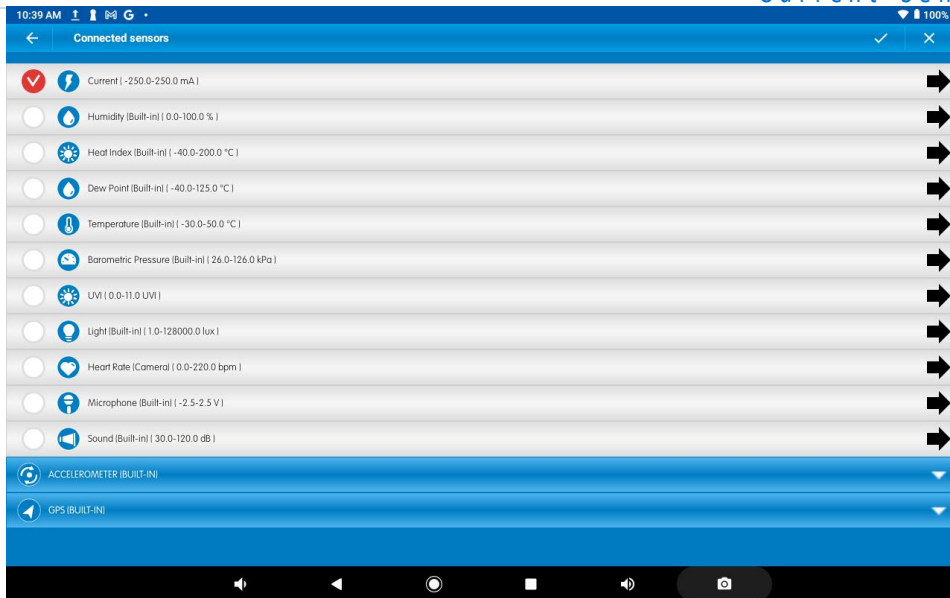 10:39 AM G 100%
Connected sensors
Current ( -250.0-250.0 mA )
Humidity (Built-in) ( 0.0-100.0 % )
Heat Index (Built-in) ( -40.0-200.0 °C )
Dew Point (Built-in) ( -40.0-125.0 °C )
Temperature (Built-in) ( -30.0-50.0 °C )
Barometric Pressure (Built-in) ( 26.0-126.0 kPa )
UVI ( 0.0-11.0 UVI )
Light (Built-in) ( 1.0-128000.0 lux )
Heart Rate (Camera) ( 0.0-220.0 bpm )
Microphone (Built-in) ( -2.5-2.5 V )
Sound (Built-in) ( 30.0-120.0 dB )
ACCELEROMETER (BUILT-IN)
GPS (BUILT-IN)